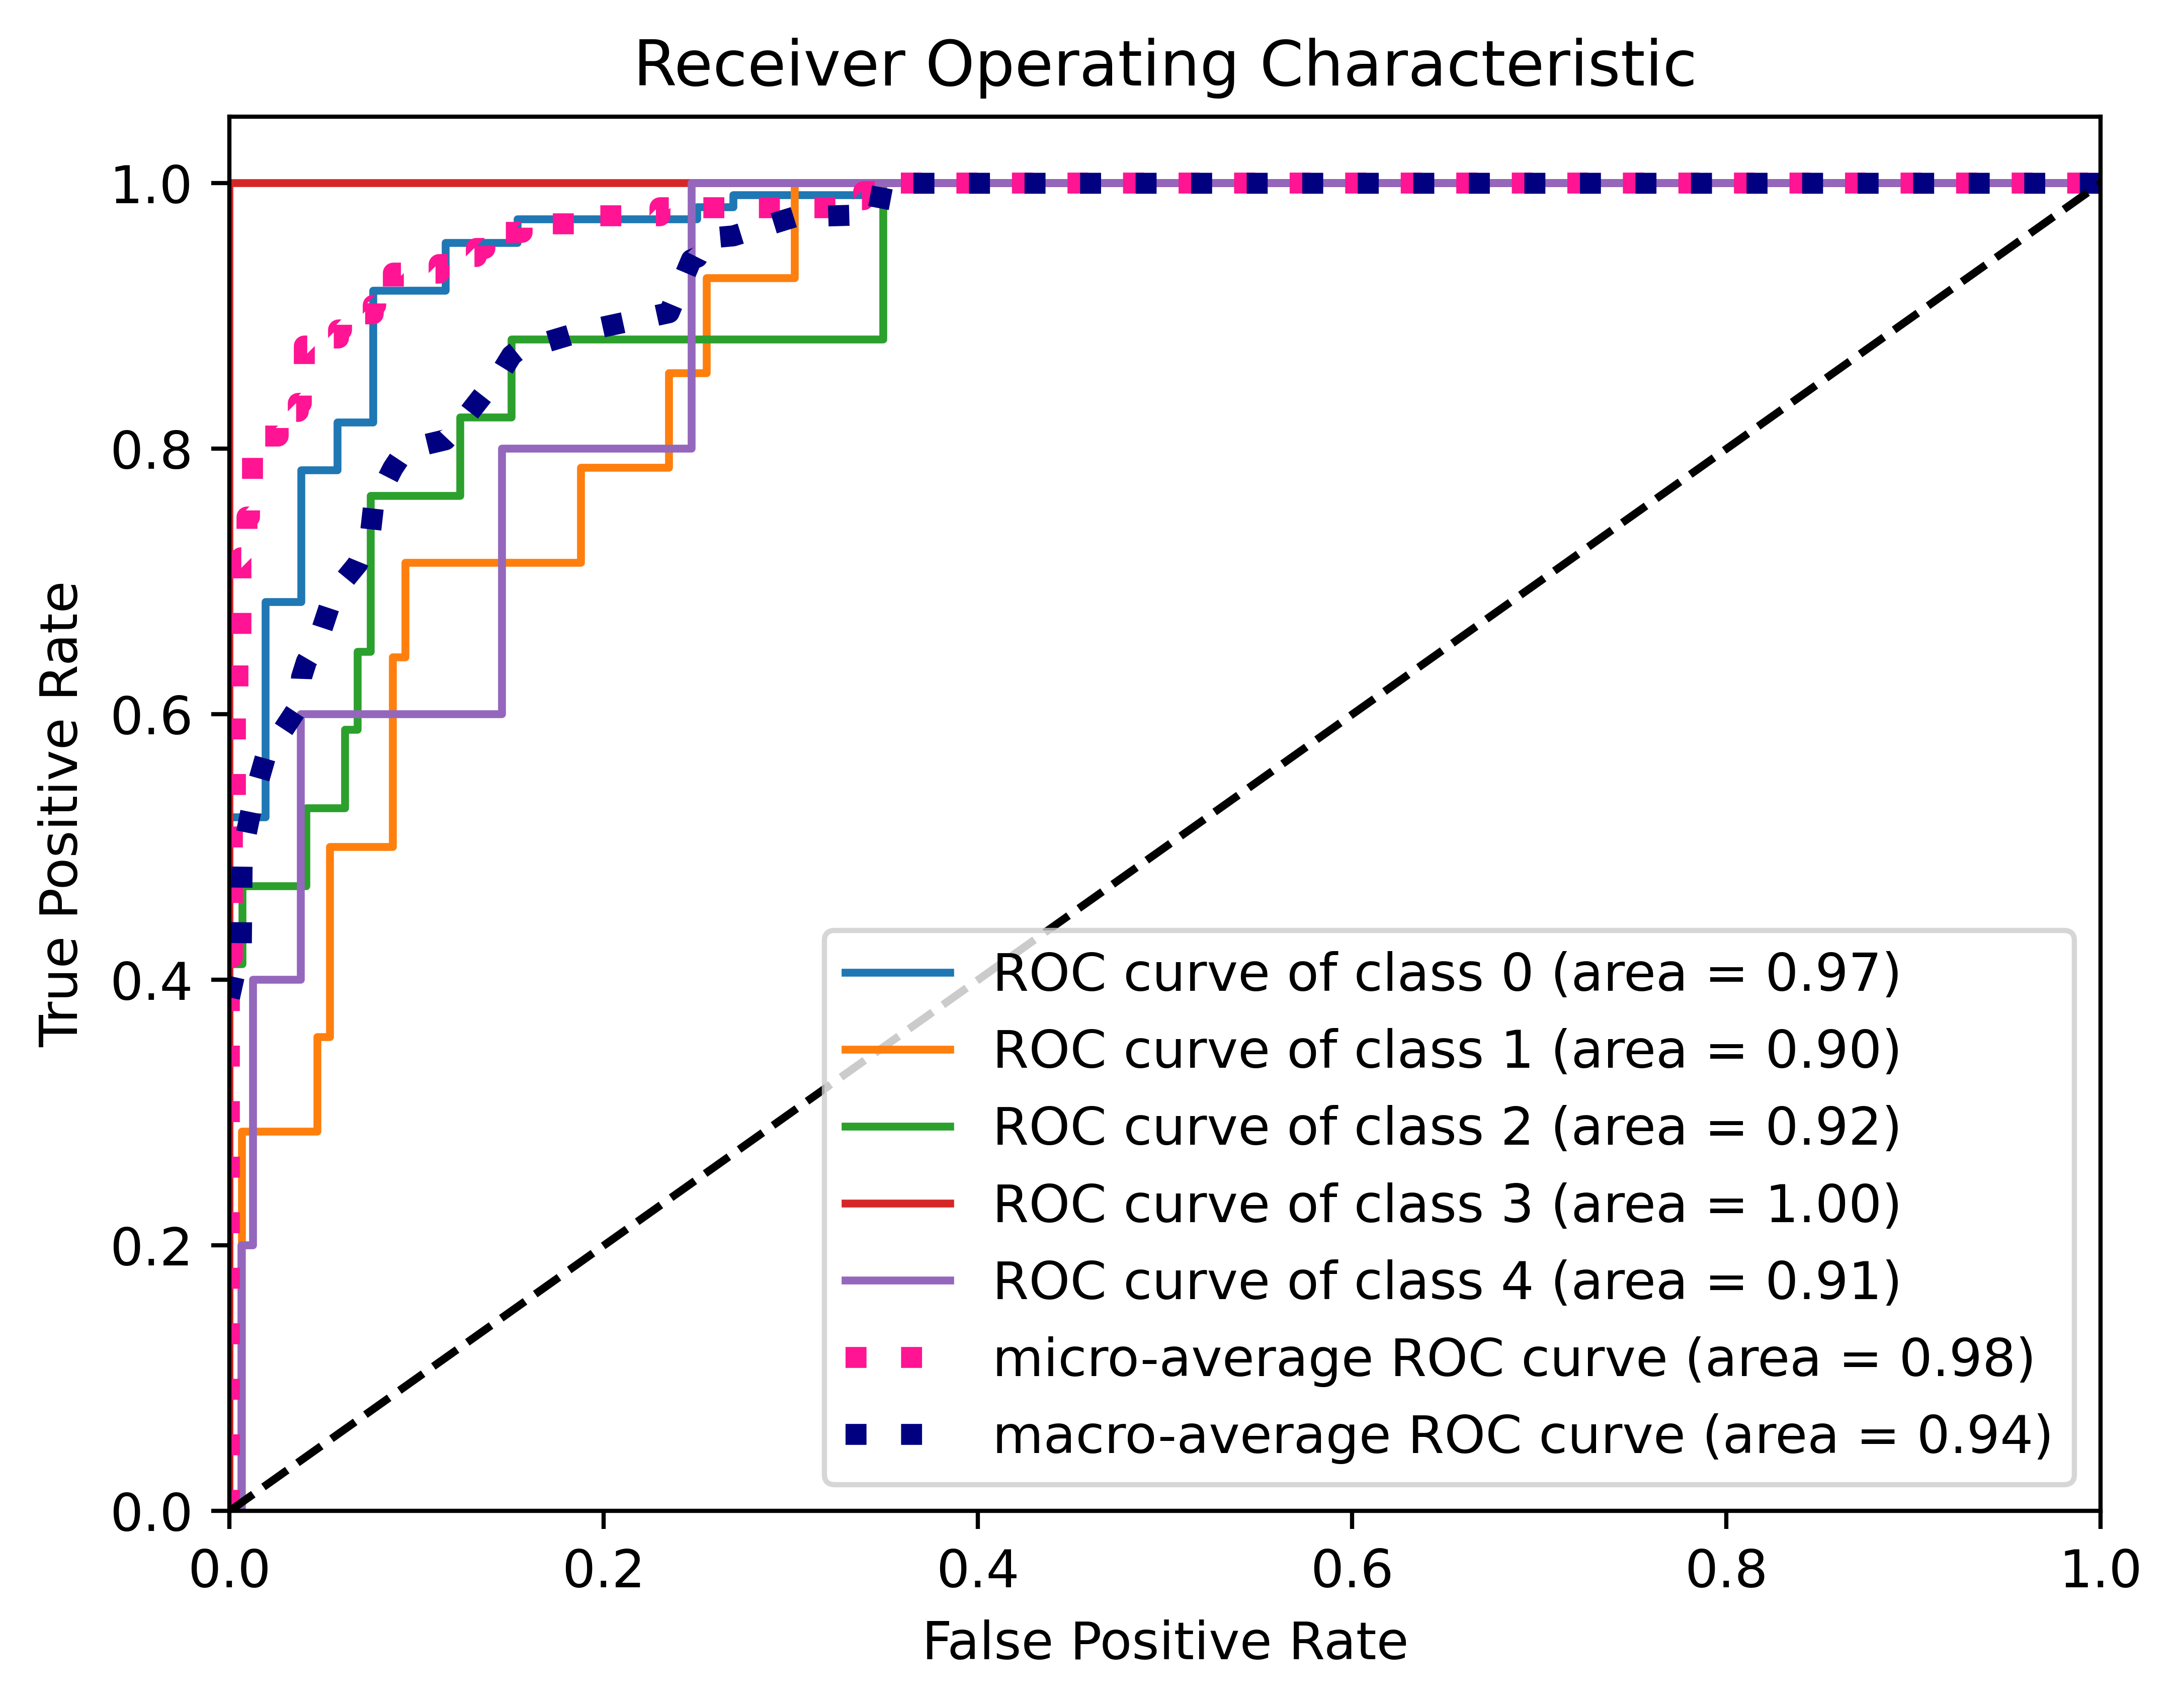 Receiver Operating Characteristic
True Positive Rate
1.0
0.8
0.6
0.4
0.2
0.0
ROC curve of class 0 (area = 0.97)
ROC curve of class 1 (area = 0.90)
ROC curve of class 2 (area = 0.92)
ROC curve of class 3 (area = 1.00)
ROC curve of class 4 (area = 0.91)
micro-average ROC curve (area = 0.98)
macro-average ROC curve (area = 0.94)
0.0 0.2 0.4 0.6 0.8 1.0
False Positive Rate